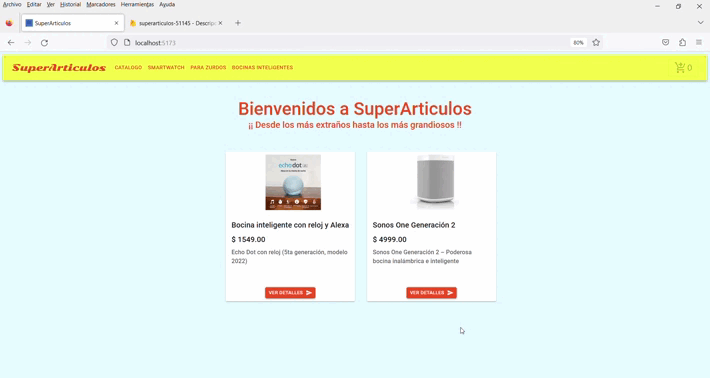 Archivo Editar Ver Historial Marcadores Herramientas Ayuda
SuperArticulos
superarticulos-51145 - Descripc
localhost:5173
80%
SuperArticulos CATALOGO SMARTWATCH PARA ZURDOS BOCINAS INTELIGENTES
0
Bienvenidos a SuperArticulos
¡¡ Desde los más extraños hasta los más grandiosos !!
echo dot
Bocina inteligente con reloj y Alexa
$ 1549.00
Echo Dot con reloj (5ta generación, modelo
2022)
VER DETALLES
Sonos One Generación 2
$ 4999.00
Sonos One Generación 2 – Poderosa
bocina inalámbrica e inteligente
VER DETALLES